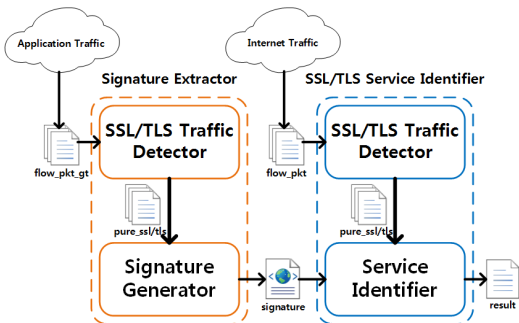 Application Traffic
Internet Traffic
Signature Extractor
SSL/TLS Service Identifier
SSL/TLS Traffic
Detector
SSL/TLS Traffic
Detector
flow_pkt_gt
flow_pkt
pure_ssl/tls
pure_ssl/tls
Signature
Generator
Service
Identifier
signature
result